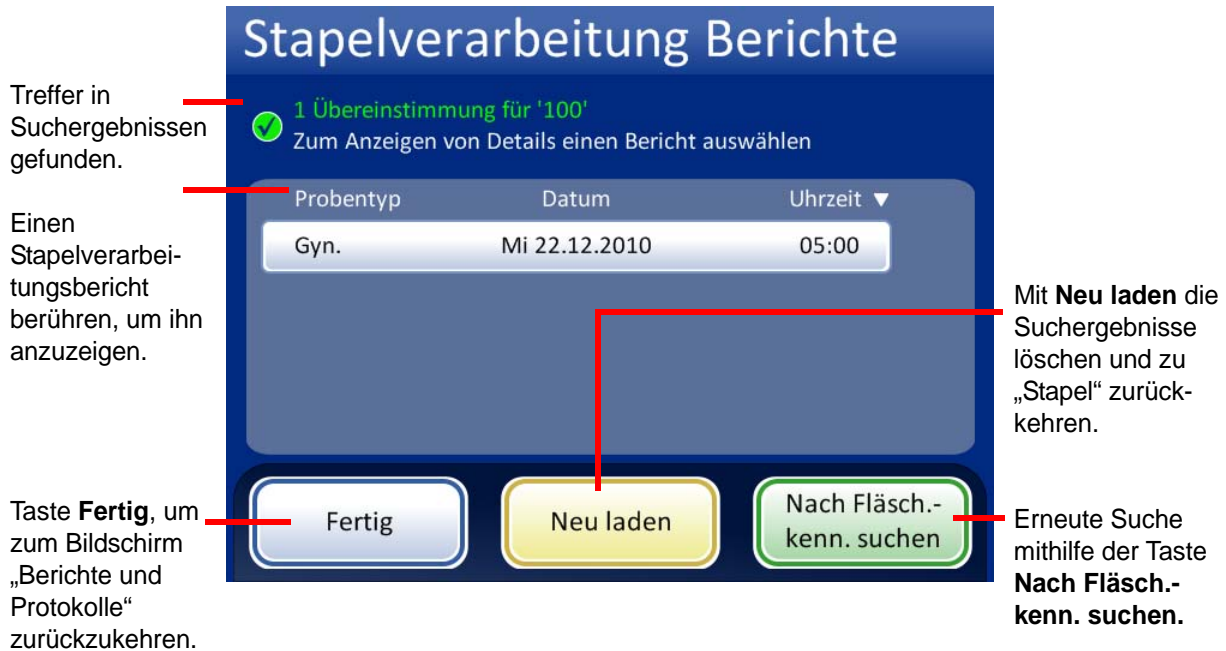 Stapelverarbeitung Berichte
Treffer in
Suchergebnissen
gefunden.
1 Übereinstimmung für '100'
Zum Anzeigen von Details einen Bericht auswählen
Einen
Stapelverarbei-
tungsbericht
berühren, um ihn
anzuzeigen.
Probentyp Datum Uhrzeit ▼
Gyn. Mi 22.12.2010 05:00
Mit Neu laden die
Suchergebnisse
löschen und zu
„Stapel“ zurück-
kehren.
Taste Fertig, um
zum Bildschirm
„Berichte und
Protokolle“
zurückzukehren.
Fertig
Neu laden
Nach Fläsch.-
kenn. suchen
Erneute Suche
mithilfe der Taste
Nach Fläsch.-
kenn. suchen.